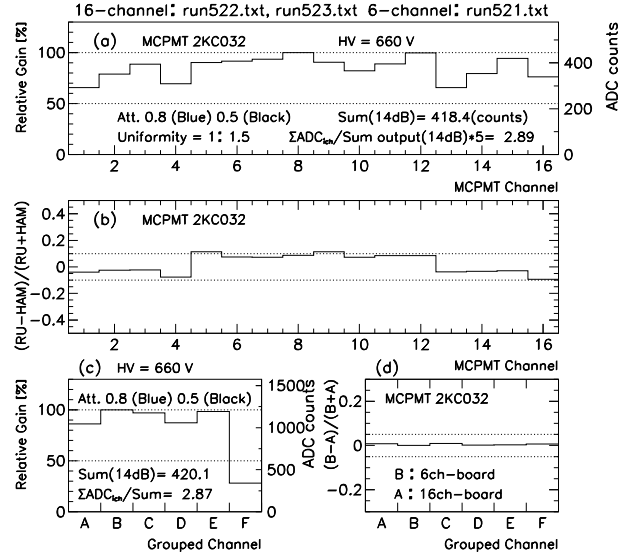 16-channel: run522.txt, run523.txt 6-channel: run521.txt
(a) MCPMT 2KC032 HV = 660 V
Att. 0.8 (Blue) 0.5 (Black) Sum(14dB)= 418.4(counts)
Uniformity = 1: 1.5 ΣADC1ch/Sum output(14dB)*5= 2.89
Relative Gain [%]
0 50 100
ADC counts
0 200 400
2 4 6 8 10 12 14 16
MCPMT Channel
(b) MCPMT 2KC032
(RU-HAM)/(RU+HAM)
0.4
0.2
0
-0.2
-0.4
2 4 6 8 10 12 14 16
MCPMT Channel
(c) HV = 660 V
Att. 0.8 (Blue) 0.5 (Black)
Sum(14dB)= 420.1
ΣADC1ch/Sum= 2.87
Relative Gain [%]
0 50 100
ADC counts
0 500 1000 1500
A B C D E F
Grouped Channel
(d)
MCPMT 2KC032
B : 6ch-board
A : 16ch-board
(B-A)/(B+A)
0.2
0
-0.2
A B C D E F
Grouped Channel